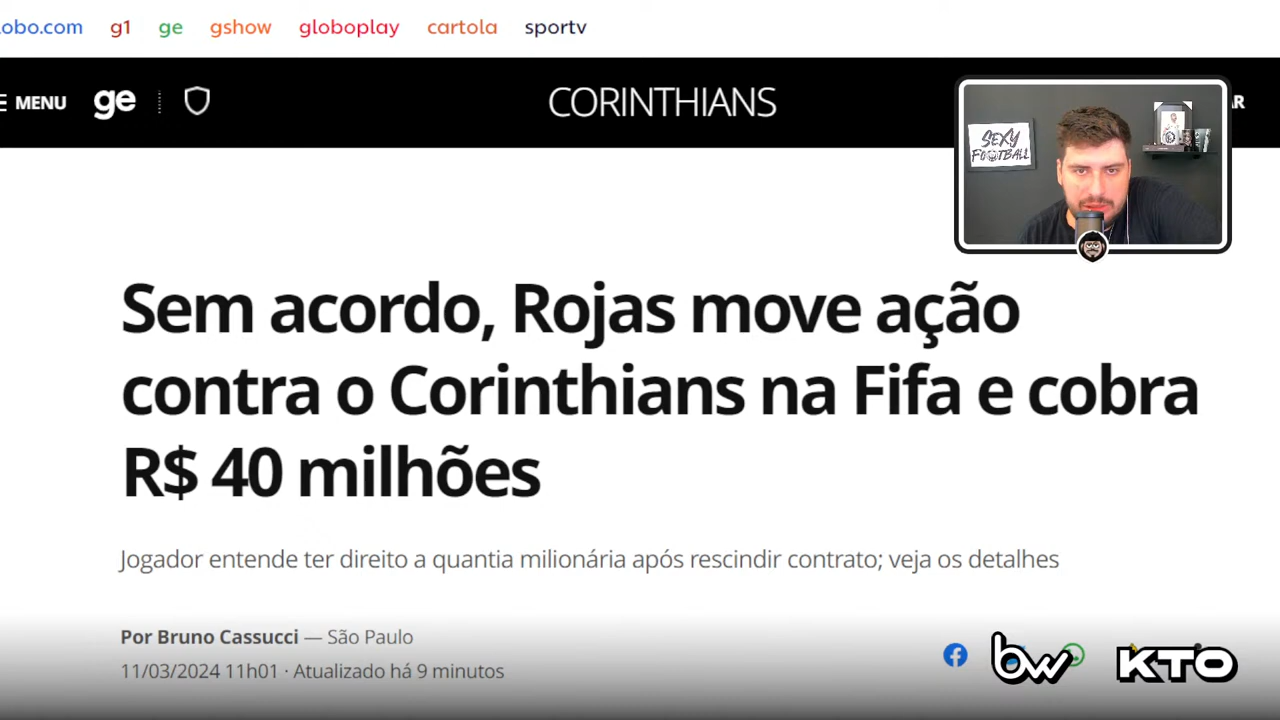 obo.com g1 ge gshow globoplay cartola sportv
MENU ge CORINTHIANS AR
SEXY
FOOTBALL
Sem acordo, Rojas move ação
contra o Corinthians na Fifa e cobra
R$ 40 milhões
Jogador entende ter direito a quantia milionária após rescindir contrato; veja os detalhes
Por Bruno Cassucci — São Paulo
11/03/2024 11h01 · Atualizado há 9 minutos
bw KTO